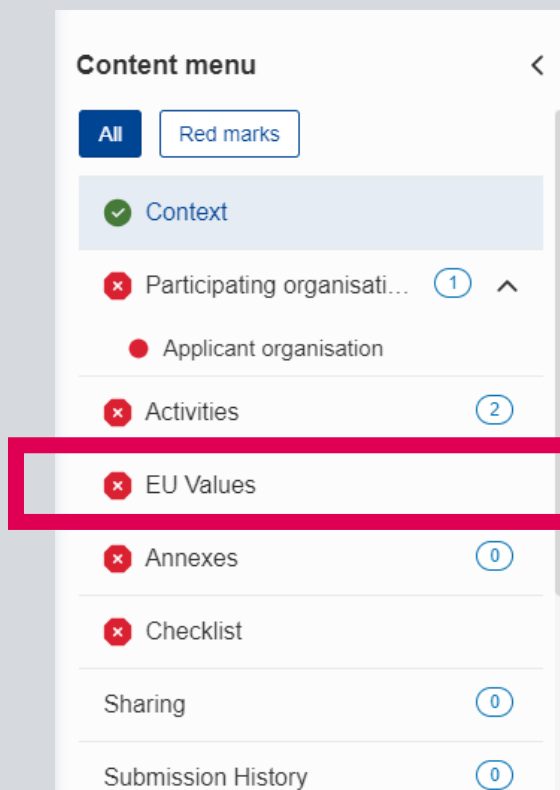 Content menu
All
Red marks
Context
Participating organisati... 1
Applicant organisation
Activities 2
EU Values
Annexes 0
Checklist
Sharing 0
Submission History 0